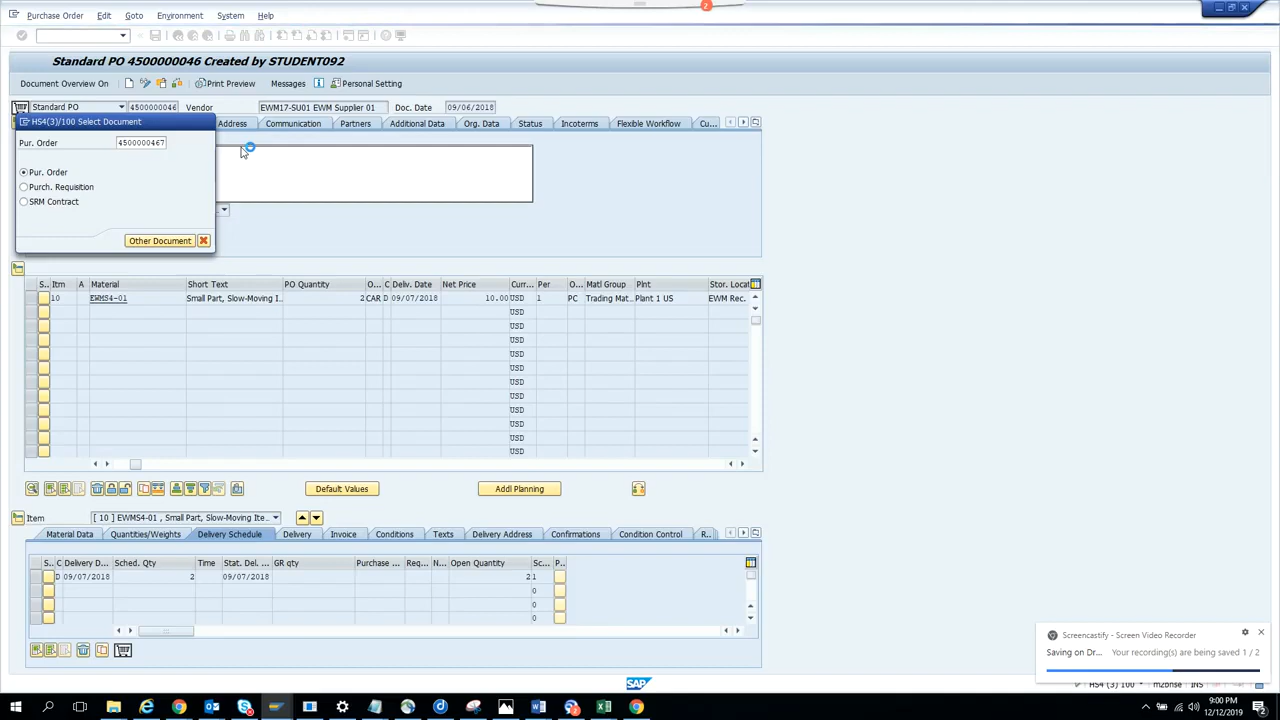 Purchase Order Edit Goto Environment System Help
2
Standard PO 4500000046 Created by STUDENT092
Document Overview On Print Preview Messages Personal Setting
Standard PO 4500000046 Vendor EWM17-SU01 EWM Supplier 01 Doc. Date 09/06/2018
HS4(3)/100 Select Document
Address Communication Partners Additional Data Org. Data Status Incoterms Flexible Workflow Cu...
Pur. Order 4500000467
Pur. Order
Purch. Requisition
SRM Contract
Other Document
S.. Itm A Material Short Text PO Quantity O... C Deliv. Date Net Price Curr... Per O... Matl Group Plnt Stor. Locat
10 EWMS4-01 Small Part, Slow-Moving I... 2 CAR D 09/07/2018 10.00 USD 1 PC Trading Mat.. Plant 1 US EWM Rec.
USD
USD
USD
USD
USD
USD
USD
USD
USD
USD
USD
Default Values Addl Planning
Item [ 10 ] EWMS4-01 , Small Part, Slow-Moving Ite...
Material Data Quantities/Weights Delivery Schedule Delivery Invoice Conditions Texts Delivery Address Confirmations Condition Control R...
S.. C Delivery D... Sched. Qty Time Stat. Del. ... GR qty Purchase ... Req... N... Open Quantity Sc... P..
D 09/07/2018 2 09/07/2018 2 1
0
0
0
Screencastify - Screen Video Recorder
Saving on Dr... Your recording(s) are being saved 1 / 2
SAP
HS4 (3) 100 INS
9:00 PM
12/12/2019
2